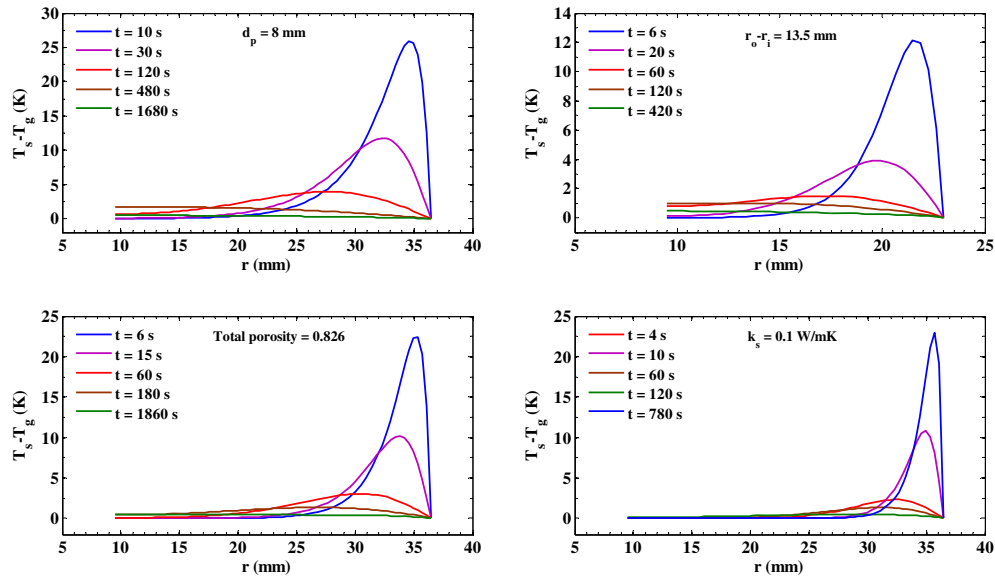 d_p = 8 mm
t = 10 s
t = 30 s
t = 120 s
t = 480 s
t = 1680 s
30
25
20
15
10
5
0
T_s-T_g (K)
5 10 15 20 25 30 35 40
r (mm)
r_o-r_i = 13.5 mm
t = 6 s
t = 20 s
t = 60 s
t = 120 s
t = 420 s
14
12
10
8
6
4
2
0
T_s-T_g (K)
5 10 15 20 25
r (mm)
Total porosity = 0.826
t = 6 s
t = 15 s
t = 60 s
t = 180 s
t = 1860 s
25
20
15
10
5
0
T_s-T_g (K)
5 10 15 20 25 30 35 40
r (mm)
k_s = 0.1 W/mK
t = 4 s
t = 10 s
t = 60 s
t = 120 s
t = 780 s
25
20
15
10
5
0
T_s-T_g (K)
5 10 15 20 25 30 35 40
r (mm)